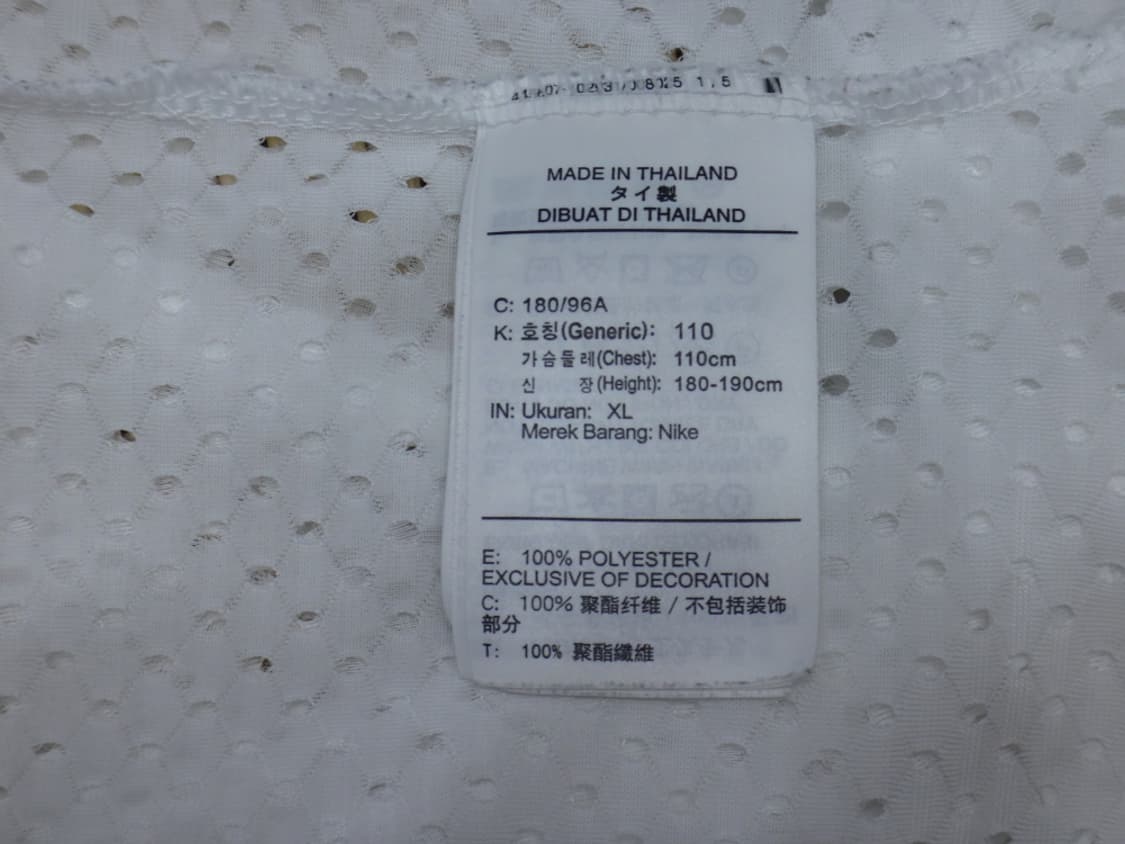 MADE IN THAILAND
タイ製
DIBUAT DI THAILAND
C: 180/96A
K: 호칭(Generic): 110
가슴둘레(Chest): 110cm
신 장(Height): 180-190cm
IN: Ukuran: XL
Merek Barang: Nike
E: 100% POLYESTER /
EXCLUSIVE OF DECORATION
C: 100% 聚酯纤维 / 不包括装饰
部分
T: 100% 聚酯纖維